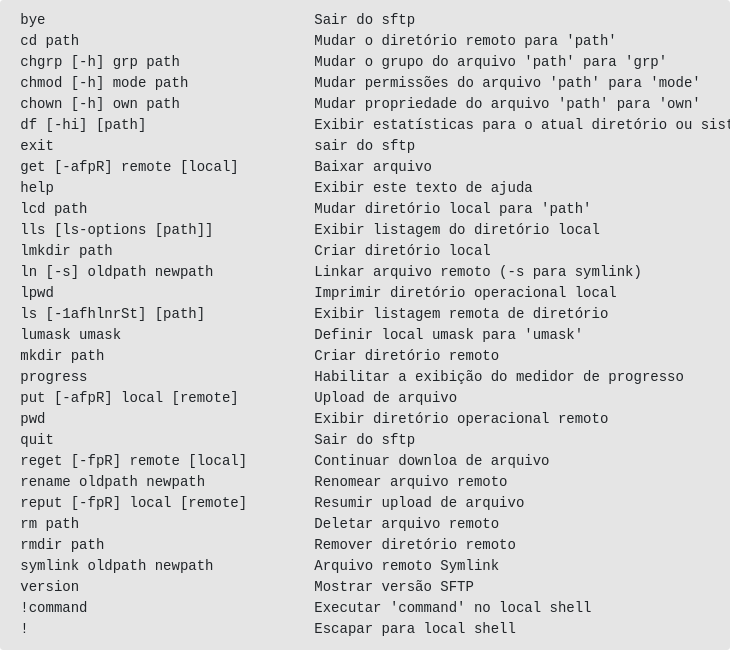 bye Sair do sftp
cd path Mudar o diretório remoto para 'path'
chgrp [-h] grp path Mudar o grupo do arquivo 'path' para 'grp'
chmod [-h] mode path Mudar permissões do arquivo 'path' para 'mode'
chown [-h] own path Mudar propriedade do arquivo 'path' para 'own'
df [-hi] [path] Exibir estatísticas para o atual diretório ou sist
exit sair do sftp
get [-afpR] remote [local] Baixar arquivo
help Exibir este texto de ajuda
lcd path Mudar diretório local para 'path'
lls [ls-options [path]] Exibir listagem do diretório local
lmkdir path Criar diretório local
ln [-s] oldpath newpath Linkar arquivo remoto (-s para symlink)
lpwd Imprimir diretório operacional local
ls [-1afhlnrSt] [path] Exibir listagem remota de diretório
lumask umask Definir local umask para 'umask'
mkdir path Criar diretório remoto
progress Habilitar a exibição do medidor de progresso
put [-afpR] local [remote] Upload de arquivo
pwd Exibir diretório operacional remoto
quit Sair do sftp
reget [-fpR] remote [local] Continuar downloa de arquivo
rename oldpath newpath Renomear arquivo remoto
reput [-fpR] local [remote] Resumir upload de arquivo
rm path Deletar arquivo remoto
rmdir path Remover diretório remoto
symlink oldpath newpath Arquivo remoto Symlink
version Mostrar versão SFTP
!command Executar 'command' no local shell
! Escapar para local shell